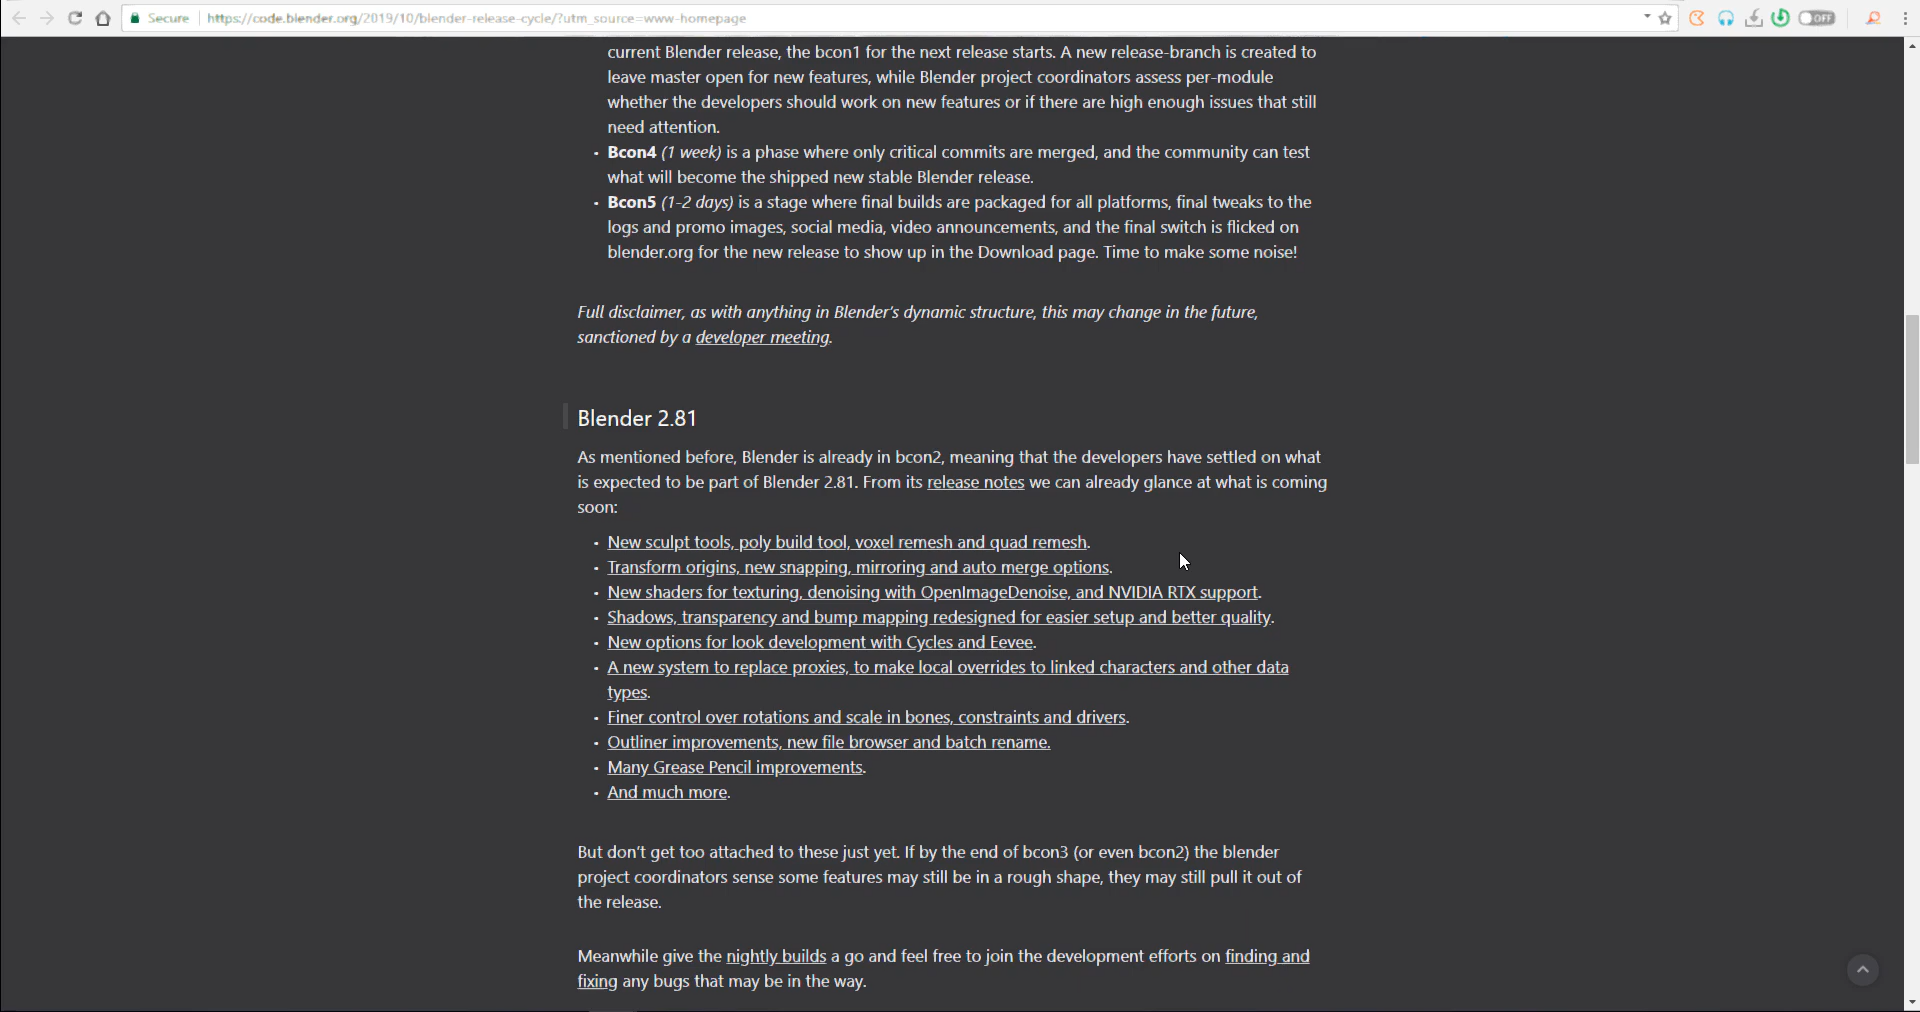 Secure https://code.blender.org/2019/10/blender-release-cycle/?utm_source=www-homepage
OFF
current Blender release, the bcon1 for the next release starts. A new release-branch is created to
leave master open for new features, while Blender project coordinators assess per-module
whether the developers should work on new features or if there are high enough issues that still
need attention.
• Bcon4 (1 week) is a phase where only critical commits are merged, and the community can test
what will become the shipped new stable Blender release.
• Bcon5 (1-2 days) is a stage where final builds are packaged for all platforms, final tweaks to the
logs and promo images, social media, video announcements, and the final switch is flicked on
blender.org for the new release to show up in the Download page. Time to make some noise!
Full disclaimer, as with anything in Blender's dynamic structure, this may change in the future,
sanctioned by a developer meeting.
Blender 2.81
As mentioned before, Blender is already in bcon2, meaning that the developers have settled on what
is expected to be part of Blender 2.81. From its release notes we can already glance at what is coming
soon:
• New sculpt tools, poly build tool, voxel remesh and quad remesh.
• Transform origins, new snapping, mirroring and auto merge options.
• New shaders for texturing, denoising with OpenImageDenoise, and NVIDIA RTX support.
• Shadows, transparency and bump mapping redesigned for easier setup and better quality.
• New options for look development with Cycles and Eevee.
• A new system to replace proxies, to make local overrides to linked characters and other data
types.
• Finer control over rotations and scale in bones, constraints and drivers.
• Outliner improvements, new file browser and batch rename.
• Many Grease Pencil improvements.
• And much more.
But don't get too attached to these just yet. If by the end of bcon3 (or even bcon2) the blender
project coordinators sense some features may still be in a rough shape, they may still pull it out of
the release.
Meanwhile give the nightly builds a go and feel free to join the development efforts on finding and
fixing any bugs that may be in the way.